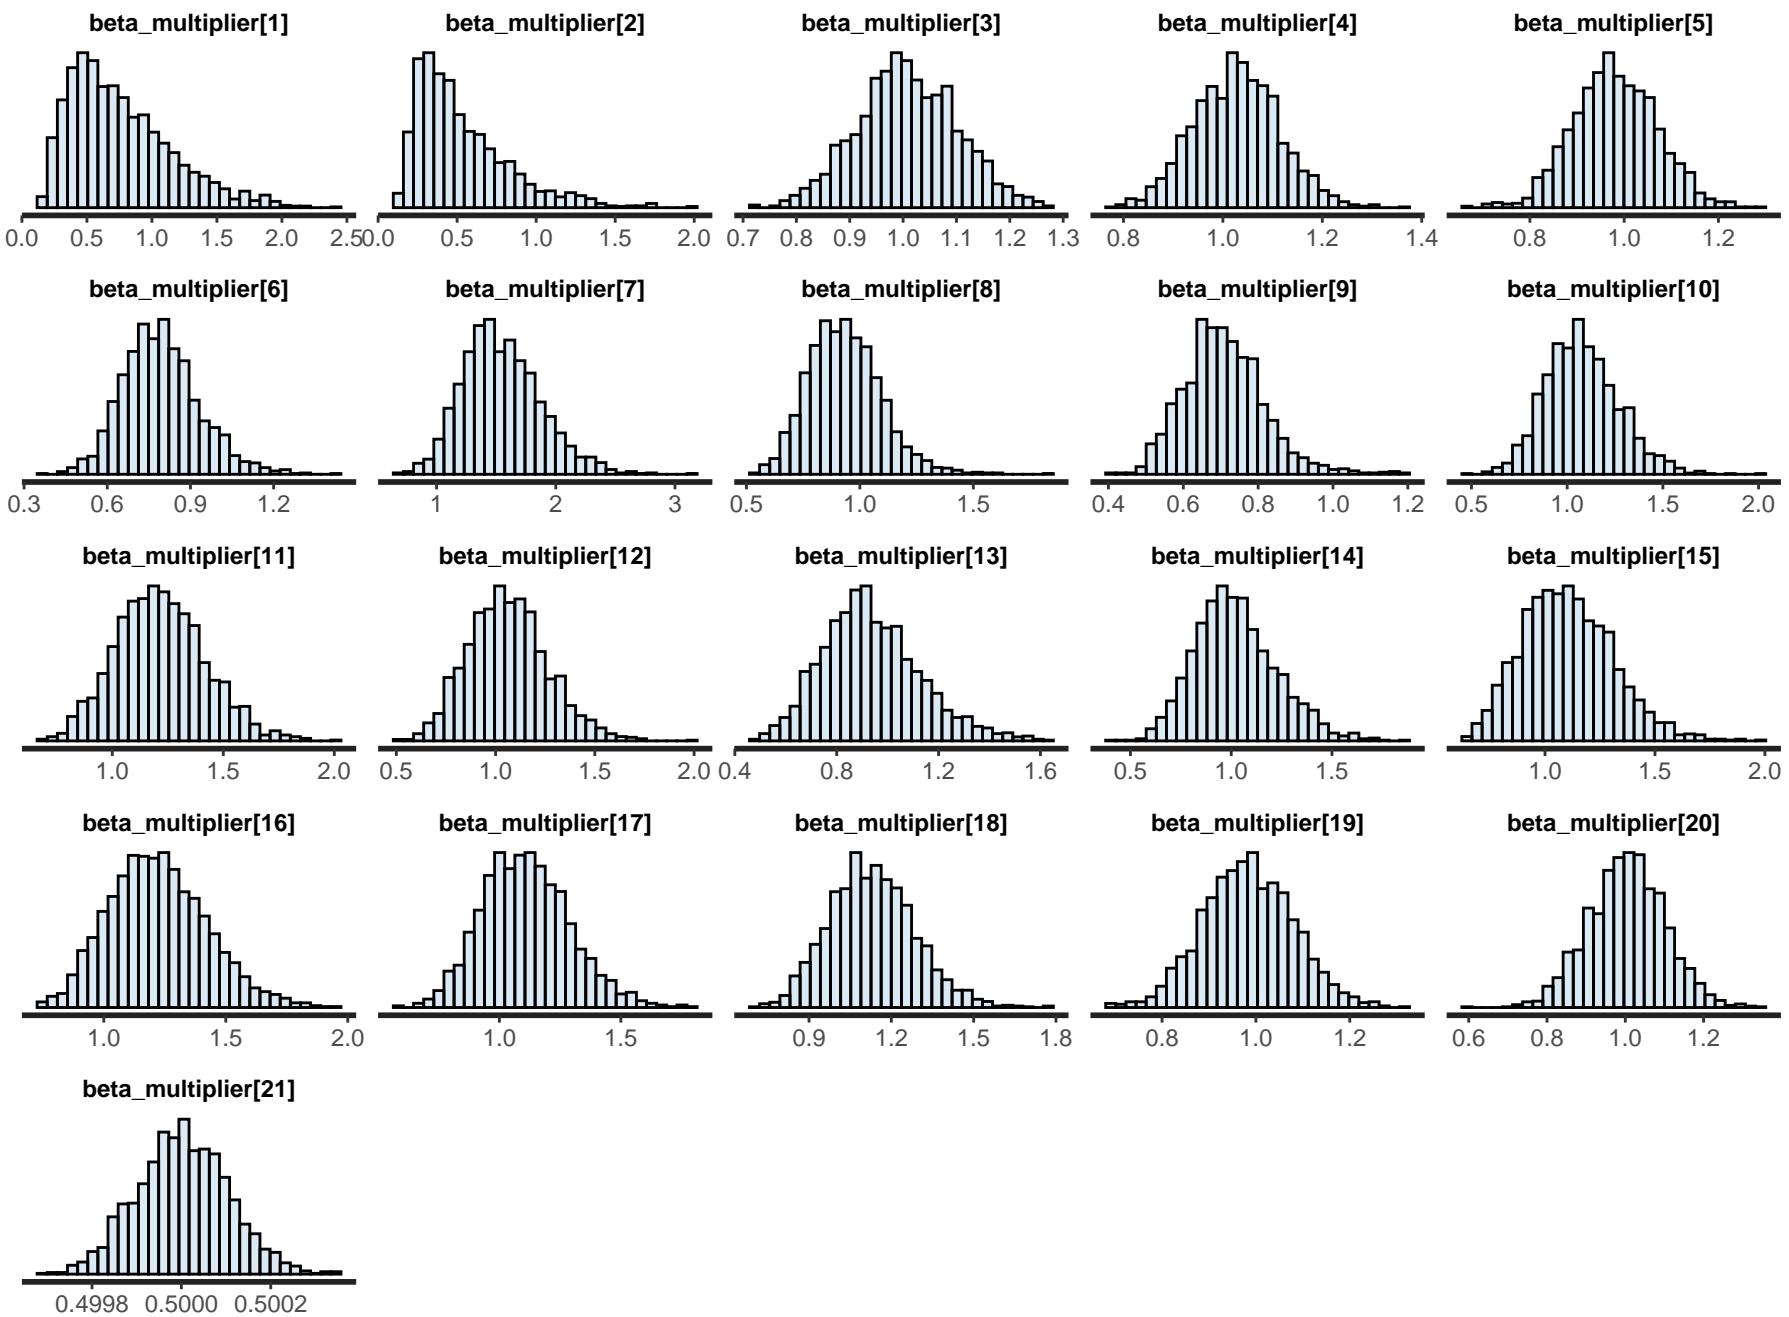 beta_multiplier[1] beta_multiplier[2] beta_multiplier[3] beta_multiplier[4] beta_multiplier[5]
0.0 0.5 1.0 1.5 2.0 2.5 0.0 0.5 1.0 1.5 2.0 0.7 0.8 0.9 1.0 1.1 1.2 1.3 0.8 1.0 1.2 1.4 0.8 1.0 1.2
beta_multiplier[6] beta_multiplier[7] beta_multiplier[8] beta_multiplier[9] beta_multiplier[10]
0.3 0.6 0.9 1.2 1 2 3 0.5 1.0 1.5 0.4 0.6 0.8 1.0 1.2 0.5 1.0 1.5 2.0
beta_multiplier[11] beta_multiplier[12] beta_multiplier[13] beta_multiplier[14] beta_multiplier[15]
1.0 1.5 2.0 0.5 1.0 1.5 2.0 0.4 0.8 1.2 1.6 0.5 1.0 1.5 1.0 1.5 2.0
beta_multiplier[16] beta_multiplier[17] beta_multiplier[18] beta_multiplier[19] beta_multiplier[20]
1.0 1.5 2.0 1.0 1.5 0.9 1.2 1.5 1.8 0.8 1.0 1.2 0.6 0.8 1.0 1.2
beta_multiplier[21]
0.4998 0.5000 0.5002